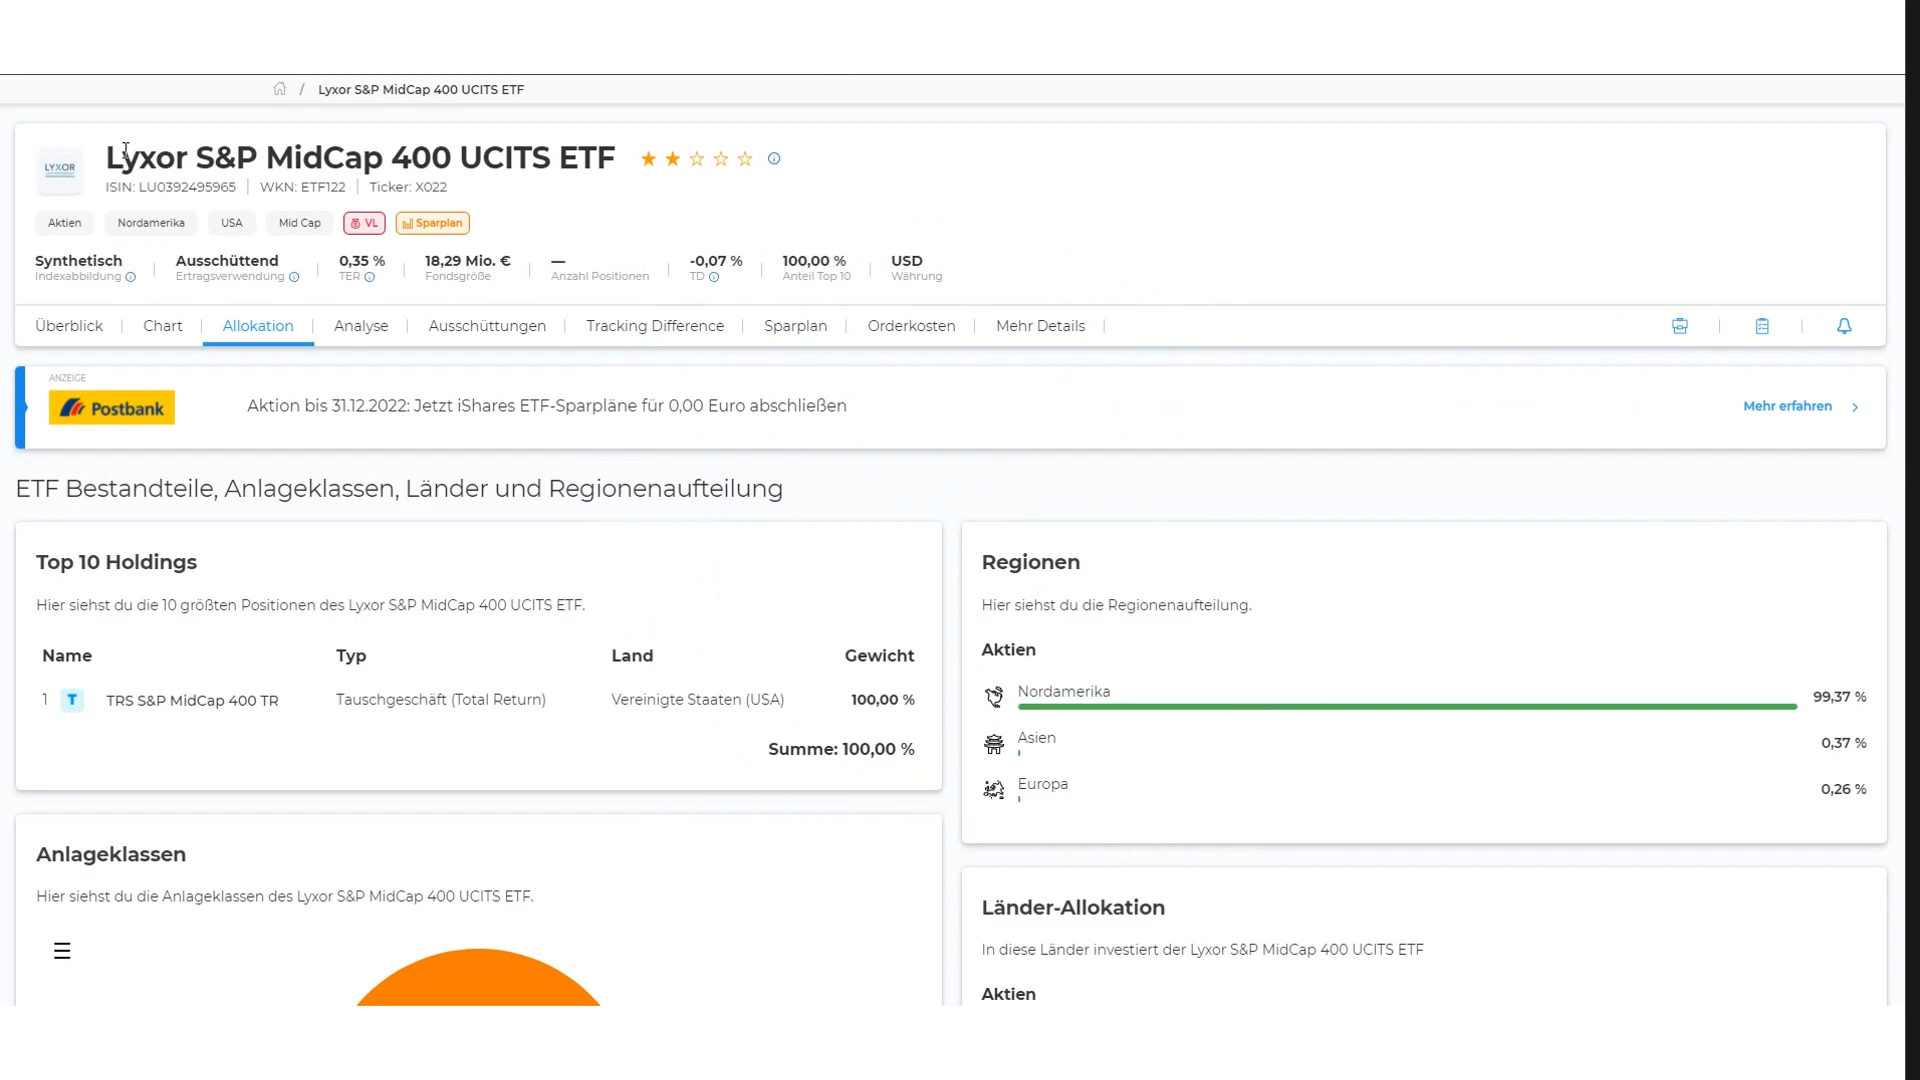 / Lyxor S&P MidCap 400 UCITS ETF
LYXOR
Lyxor S&P MidCap 400 UCITS ETF
ISIN: LU0392495965 | WKN: ETF122 | Ticker: X022
Aktien Nordamerika USA Mid Cap VL Sparplan
Synthetisch Ausschüttend 0,35 % 18,29 Mio. € — -0,07 % 100,00 % USD
Indexabbildung Ertragsverwendung TER Fondsgröße Anzahl Positionen TD Anteil Top 10 Währung
Überblick | Chart | Allokation | Analyse | Ausschüttungen | Tracking Difference | Sparplan | Orderkosten | Mehr Details |
ANZEIGE
Postbank
Aktion bis 31.12.2022: Jetzt iShares ETF-Sparpläne für 0,00 Euro abschließen
Mehr erfahren
ETF Bestandteile, Anlageklassen, Länder und Regionenaufteilung
Top 10 Holdings
Hier siehst du die 10 größten Positionen des Lyxor S&P MidCap 400 UCITS ETF.
Name Typ Land Gewicht
1 T TRS S&P MidCap 400 TR Tauschgeschäft (Total Return) Vereinigte Staaten (USA) 100,00 %
Summe: 100,00 %
Anlageklassen
Hier siehst du die Anlageklassen des Lyxor S&P MidCap 400 UCITS ETF.
Regionen
Hier siehst du die Regionenaufteilung.
Aktien
Nordamerika 99,37 %
Asien 0,37 %
Europa 0,26 %
Länder-Allokation
In diese Länder investiert der Lyxor S&P MidCap 400 UCITS ETF
Aktien